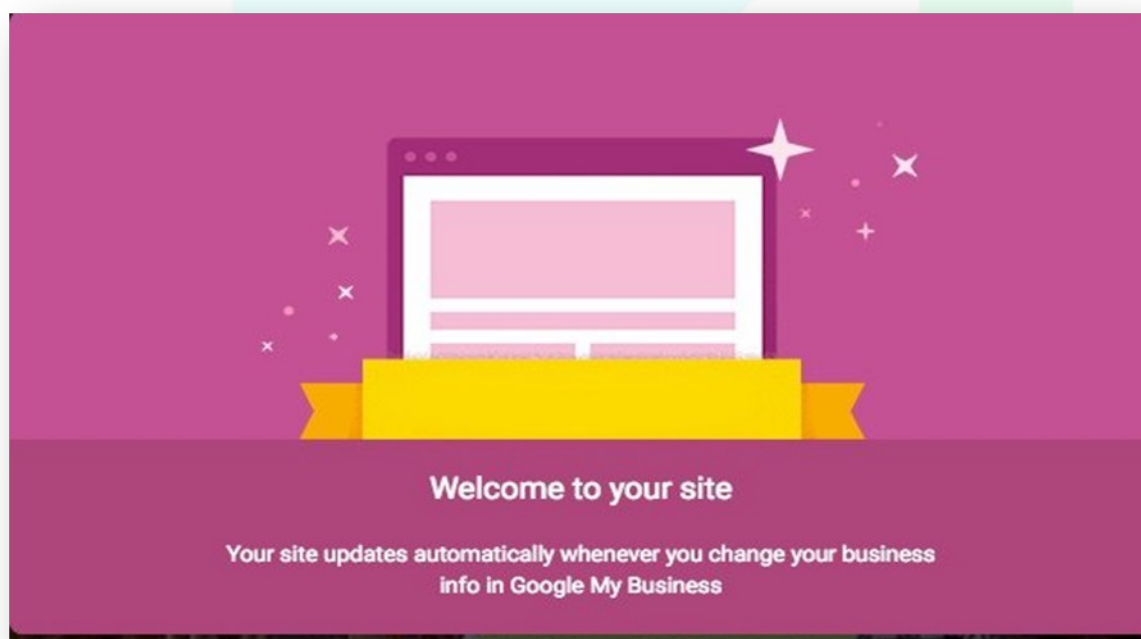 Welcome to your site
Your site updates automatically whenever you change your business
info in Google My Business